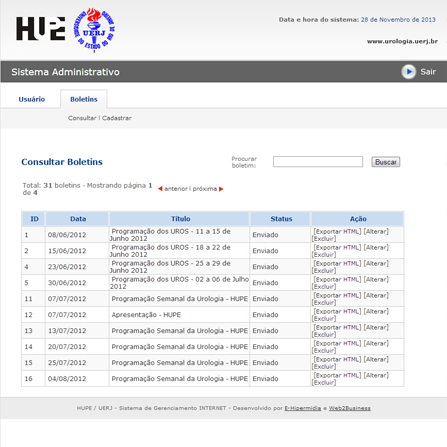 HUPE
UERJ
Data e hora do sistema: 28 de Novembro de 2013
www.urologia.uerj.br
Sistema Administrativo
Sair
Usuário Boletins
Consultar | Cadastrar
Consultar Boletins
Procurar boletim:
Buscar
Total: 31 boletins - Mostrando página 1
de 4
anterior | próxima
ID Data Título Status Ação
1 08/06/2012 Programação dos UROS - 11 a 15 de Junho 2012 Enviado [Exportar HTML] [Alterar] [Excluir]
2 15/06/2012 Programação dos UROS - 18 a 22 de Junho 2012 Enviado [Exportar HTML] [Alterar] [Excluir]
4 23/06/2012 Programação dos UROS - 25 a 29 de Junho 2012 Enviado [Exportar HTML] [Alterar] [Excluir]
5 30/06/2012 Programação dos UROS - 02 a 06 de Julho 2012 Enviado [Exportar HTML] [Alterar] [Excluir]
11 07/07/2012 Programação Semanal da Urologia - HUPE Enviado [Exportar HTML] [Alterar] [Excluir]
12 07/07/2012 Apresentação - HUPE Enviado [Exportar HTML] [Alterar] [Excluir]
13 13/07/2012 Programação Semanal da Urologia - HUPE Enviado [Exportar HTML] [Alterar] [Excluir]
14 20/07/2012 Programação Semanal da Urologia - HUPE Enviado [Exportar HTML] [Alterar] [Excluir]
15 25/07/2012 Programação Semanal da Urologia - HUPE Enviado [Exportar HTML] [Alterar] [Excluir]
16 04/08/2012 Programação Semanal da Urologia - HUPE Enviado [Exportar HTML] [Alterar] [Excluir]
HUPE / UERJ - Sistema de Gerenciamento INTERNET - Desenvolvido por E-Hipermidia e Web2Business